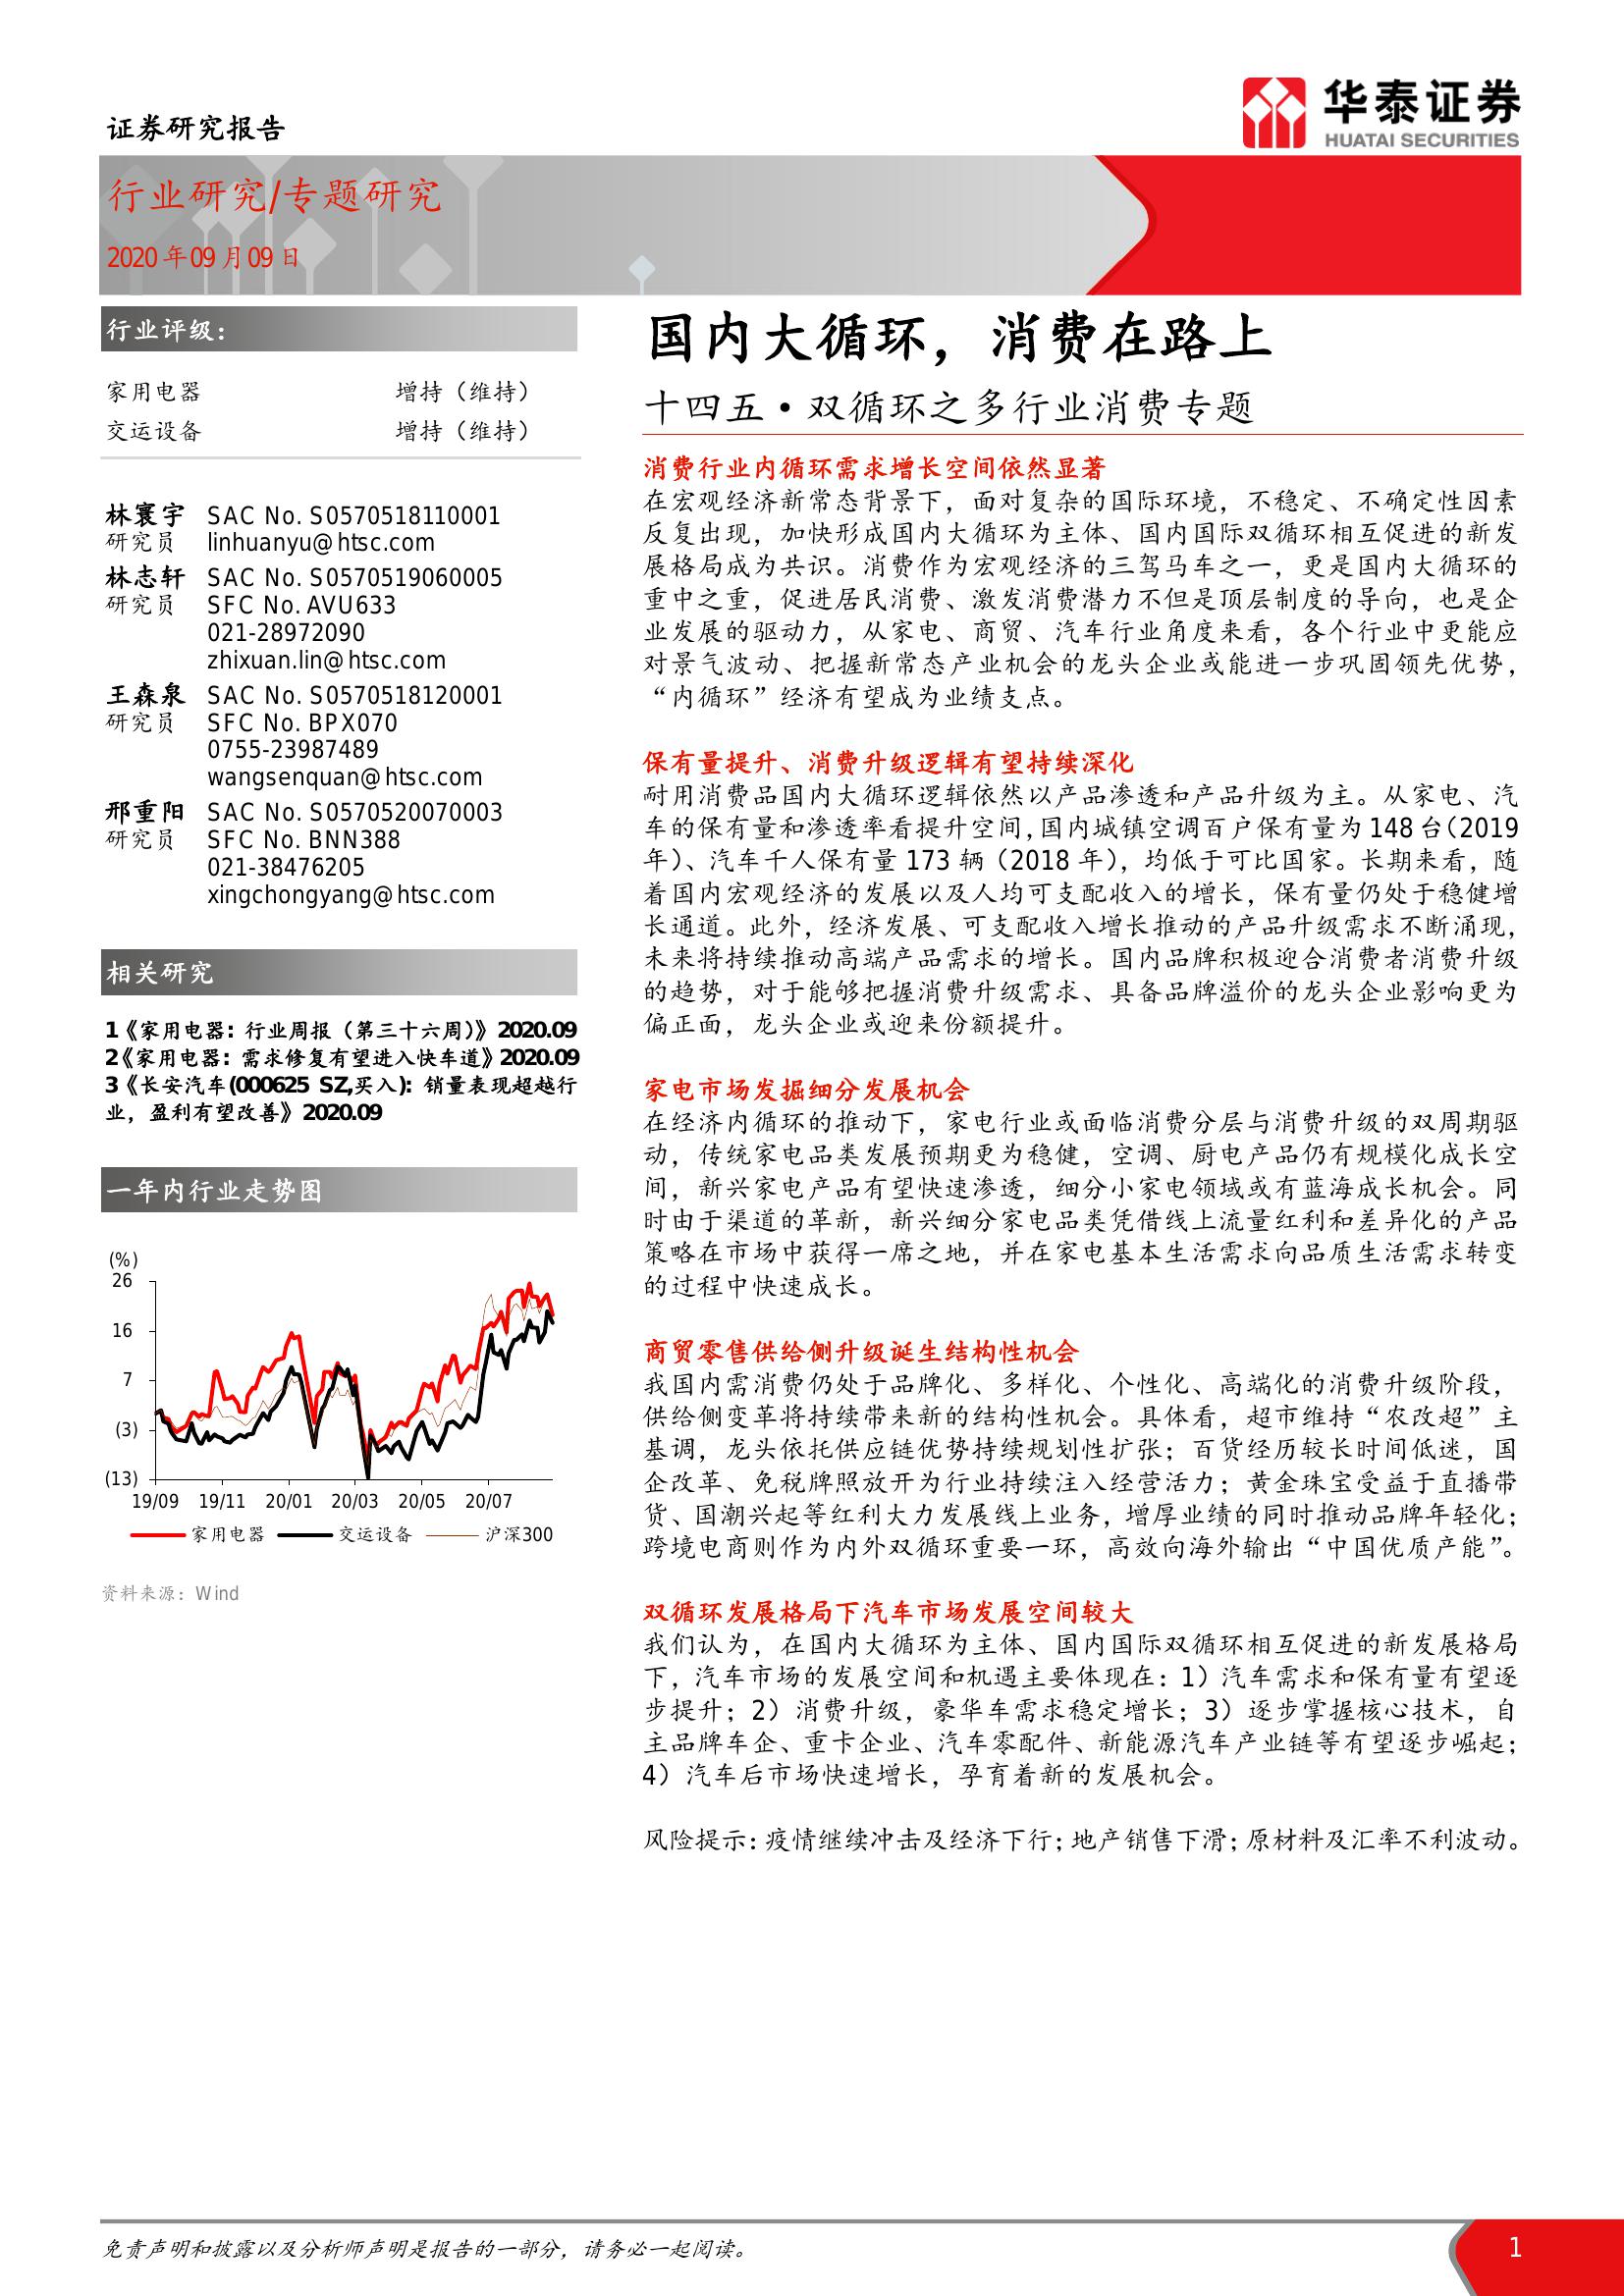 证券研究报告
华泰证券
HUATAI SECURITIES
行业研究/专题研究
2020年09月09日
行业评级：
家用电器 增持（维持）
交运设备 增持（维持）
林寰宇 SAC No. S0570518110001
研究员 linhuanyu@htsc.com
林志轩 SAC No. S0570519060005
研究员 SFC No. AVU633
021-28972090
zhixuan.lin@htsc.com
王森泉 SAC No. S0570518120001
研究员 SFC No. BPX070
0755-23987489
wangsenquan@htsc.com
邢重阳 SAC No. S0570520070003
研究员 SFC No. BNN388
021-38476205
xingchongyang@htsc.com
相关研究
1《家用电器：行业周报（第三十六周）》2020.09
2《家用电器：需求修复有望进入快车道》2020.09
3《长安汽车(000625 SZ,买入)：销量表现超越行
业，盈利有望改善》2020.09
一年内行业走势图
(%)
26
16
7
(3)
(13)
19/09 19/11 20/01 20/03 20/05 20/07
家用电器 交运设备 沪深300
资料来源：Wind
国内大循环，消费在路上
十四五·双循环之多行业消费专题
消费行业内循环需求增长空间依然显著
在宏观经济新常态背景下，面对复杂的国际环境，不稳定、不确定性因素
反复出现，加快形成国内大循环为主体、国内国际双循环相互促进的新发
展格局成为共识。消费作为宏观经济的三驾马车之一，更是国内大循环的
重中之重，促进居民消费、激发消费潜力不但是顶层制度的导向，也是企
业发展的驱动力，从家电、商贸、汽车行业角度来看，各个行业中更能应
对景气波动、把握新常态产业机会的龙头企业或能进一步巩固领先优势，
“内循环”经济有望成为业绩支点。
保有量提升、消费升级逻辑有望持续深化
耐用消费品国内大循环逻辑依然以产品渗透和产品升级为主。从家电、汽
车的保有量和渗透率看提升空间，国内城镇空调百户保有量为 148 台（2019
年）、汽车千人保有量 173 辆（2018 年），均低于可比国家。长期来看，随
着国内宏观经济的发展以及人均可支配收入的增长，保有量仍处于稳健增
长通道。此外，经济发展、可支配收入增长推动的产品升级需求不断涌现，
未来将持续推动高端产品需求的增长。国内品牌积极迎合消费者消费升级
的趋势，对于能够把握消费升级需求、具备品牌溢价的龙头企业影响更为
偏正面，龙头企业或迎来份额提升。
家电市场发掘细分发展机会
在经济内循环的推动下，家电行业或面临消费分层与消费升级的双周期驱
动，传统家电品类发展预期更为稳健，空调、厨电产品仍有规模化成长空
间，新兴家电产品有望快速渗透，细分小家电领域或有蓝海成长机会。同
时由于渠道的革新，新兴细分家电品类凭借线上流量红利和差异化的产品
策略在市场中获得一席之地，并在家电基本生活需求向品质生活需求转变
的过程中快速成长。
商贸零售供给侧升级诞生结构性机会
我国内需消费仍处于品牌化、多样化、个性化、高端化的消费升级阶段，
供给侧变革将持续带来新的结构性机会。具体看，超市维持“农改超”主
基调，龙头依托供应链优势持续规划性扩张；百货经历较长时间低迷，国
企改革、免税牌照放开为行业持续注入经营活力；黄金珠宝受益于直播带
货、国潮兴起等红利大力发展线上业务，增厚业绩的同时推动品牌年轻化；
跨境电商则作为内外双循环重要一环，高效向海外输出“中国优质产能”。
双循环发展格局下汽车市场发展空间较大
我们认为，在国内大循环为主体、国内国际双循环相互促进的新发展格局
下，汽车市场的发展空间和机遇主要体现在：1）汽车需求和保有量有望逐
步提升；2）消费升级，豪华车需求稳定增长；3）逐步掌握核心技术，自
主品牌车企、重卡企业、汽车零配件、新能源汽车产业链等有望逐步崛起；
4）汽车后市场快速增长，孕育着新的发展机会。
风险提示：疫情继续冲击及经济下行；地产销售下滑；原材料及汇率不利波动。
免责声明和披露以及分析师声明是报告的一部分，请务必一起阅读。
1